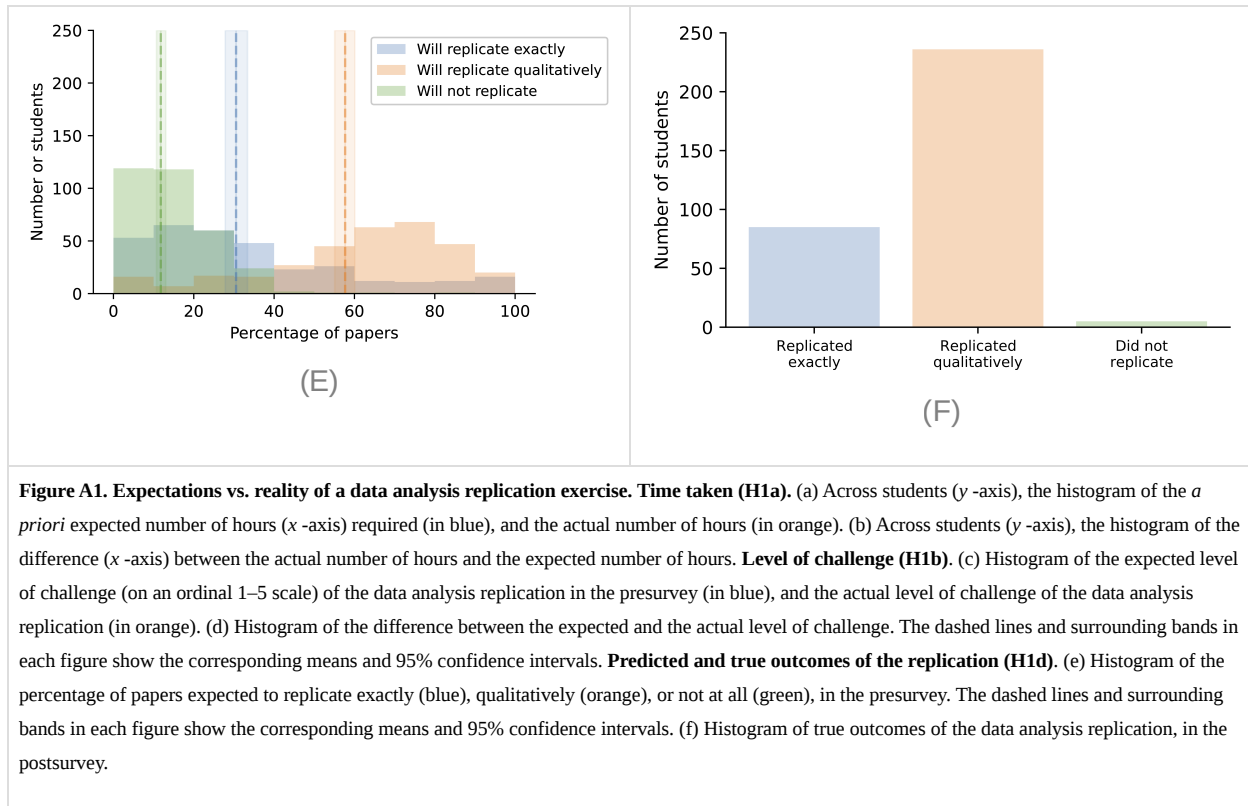 250
200
150
100
50
0
Number or students
Will replicate exactly
Will replicate qualitatively
Will not replicate
0 20 40 60 80 100
Percentage of papers
(E)
250
200
150
100
50
0
Number of students
Replicated
exactly
Replicated
qualitatively
Did not
replicate
(F)
Figure A1. Expectations vs. reality of a data analysis replication exercise. Time taken (H1a). (a) Across students (y -axis), the histogram of the a
priori expected number of hours (x -axis) required (in blue), and the actual number of hours (in orange). (b) Across students (y -axis), the histogram of the
difference (x -axis) between the actual number of hours and the expected number of hours. Level of challenge (H1b). (c) Histogram of the expected level
of challenge (on an ordinal 1–5 scale) of the data analysis replication in the presurvey (in blue), and the actual level of challenge of the data analysis
replication (in orange). (d) Histogram of the difference between the expected and the actual level of challenge. The dashed lines and surrounding bands in
each figure show the corresponding means and 95% confidence intervals. Predicted and true outcomes of the replication (H1d). (e) Histogram of the
percentage of papers expected to replicate exactly (blue), qualitatively (orange), or not at all (green), in the presurvey. The dashed lines and surrounding
bands in each figure show the corresponding means and 95% confidence intervals. (f) Histogram of true outcomes of the data analysis replication, in the
postsurvey.